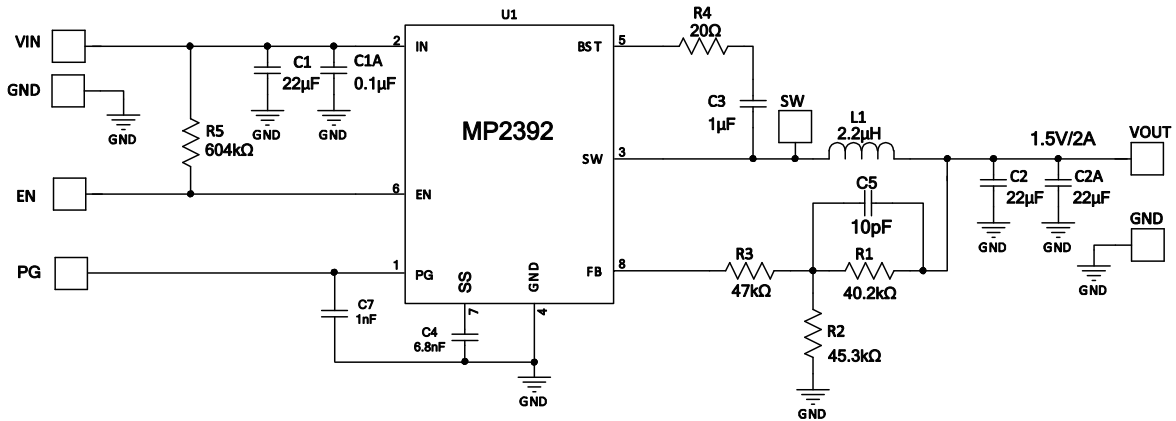 U1
R4
20Ω
VIN
2
IN
BST
5
C1
22µF
C1A
0.1µF
GND
C3
1µF
SW
L1
2.2µH
1.5V/2A
VOUT
GND
GND
GND
R5
604kΩ
MP2392
SW
3
C5
10pF
C2
22µF
C2A
22µF
EN
6
EN
GND
GND
GND
PG
1
PG
SS
GND
FB
8
R3
47kΩ
R1
40.2kΩ
GND
C7
1nF
7
4
C4
6.8nF
R2
45.3kΩ
GND
GND